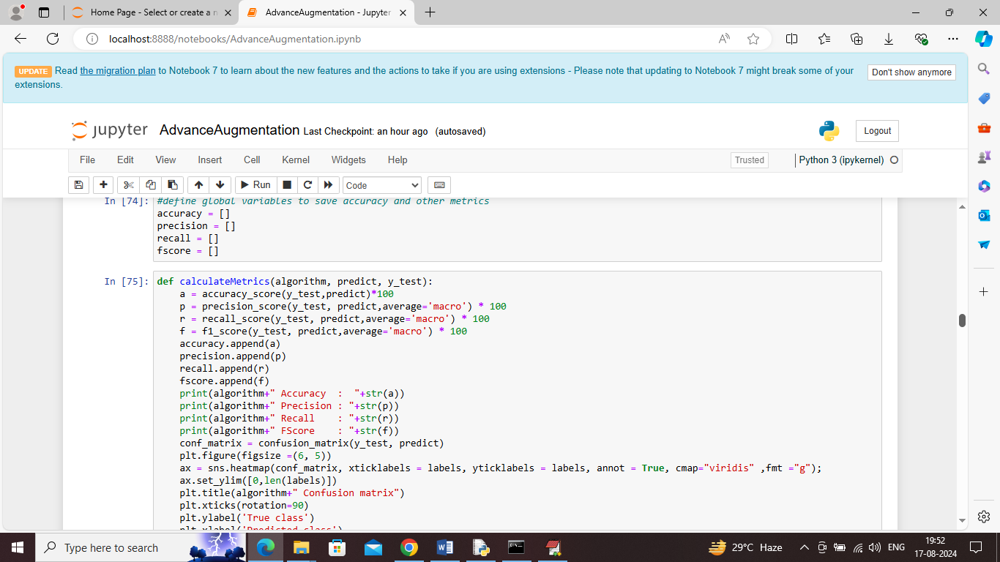 Home Page - Select or create a n
AdvanceAugmentation - Jupyter
localhost:8888/notebooks/AdvanceAugmentation.ipynb
UPDATE Read the migration plan to Notebook 7 to learn about the new features and the actions to take if you are using extensions - Please note that updating to Notebook 7 might break some of your
extensions.
Don't show anymore
jupyter AdvanceAugmentation Last Checkpoint: an hour ago (autosaved)
Logout
File Edit View Insert Cell Kernel Widgets Help
Trusted
Python 3 (ipykernel)
Run
Code
In [74]: #define global variables to save accuracy and other metrics
accuracy = []
precision = []
recall = []
fscore = []
In [75]: def calculateMetrics(algorithm, predict, y_test):
    a = accuracy_score(y_test,predict)*100
    p = precision_score(y_test, predict,average='macro') * 100
    r = recall_score(y_test, predict,average='macro') * 100
    f = f1_score(y_test, predict,average='macro') * 100
    accuracy.append(a)
    precision.append(p)
    recall.append(r)
    fscore.append(f)
    print(algorithm+" Accuracy  :  "+str(a))
    print(algorithm+" Precision : "+str(p))
    print(algorithm+" Recall    : "+str(r))
    print(algorithm+" FScore    : "+str(f))
    conf_matrix = confusion_matrix(y_test, predict)
    plt.figure(figsize =(6, 5))
    ax = sns.heatmap(conf_matrix, xticklabels = labels, yticklabels = labels, annot = True, cmap="viridis" ,fmt ="g");
    ax.set_ylim([0,len(labels)])
    plt.title(algorithm+" Confusion matrix")
    plt.xticks(rotation=90)
    plt.ylabel('True class')
    plt.xlabel('Predicted class')
Type here to search
29°C Haze
ENG
19:52
17-08-2024